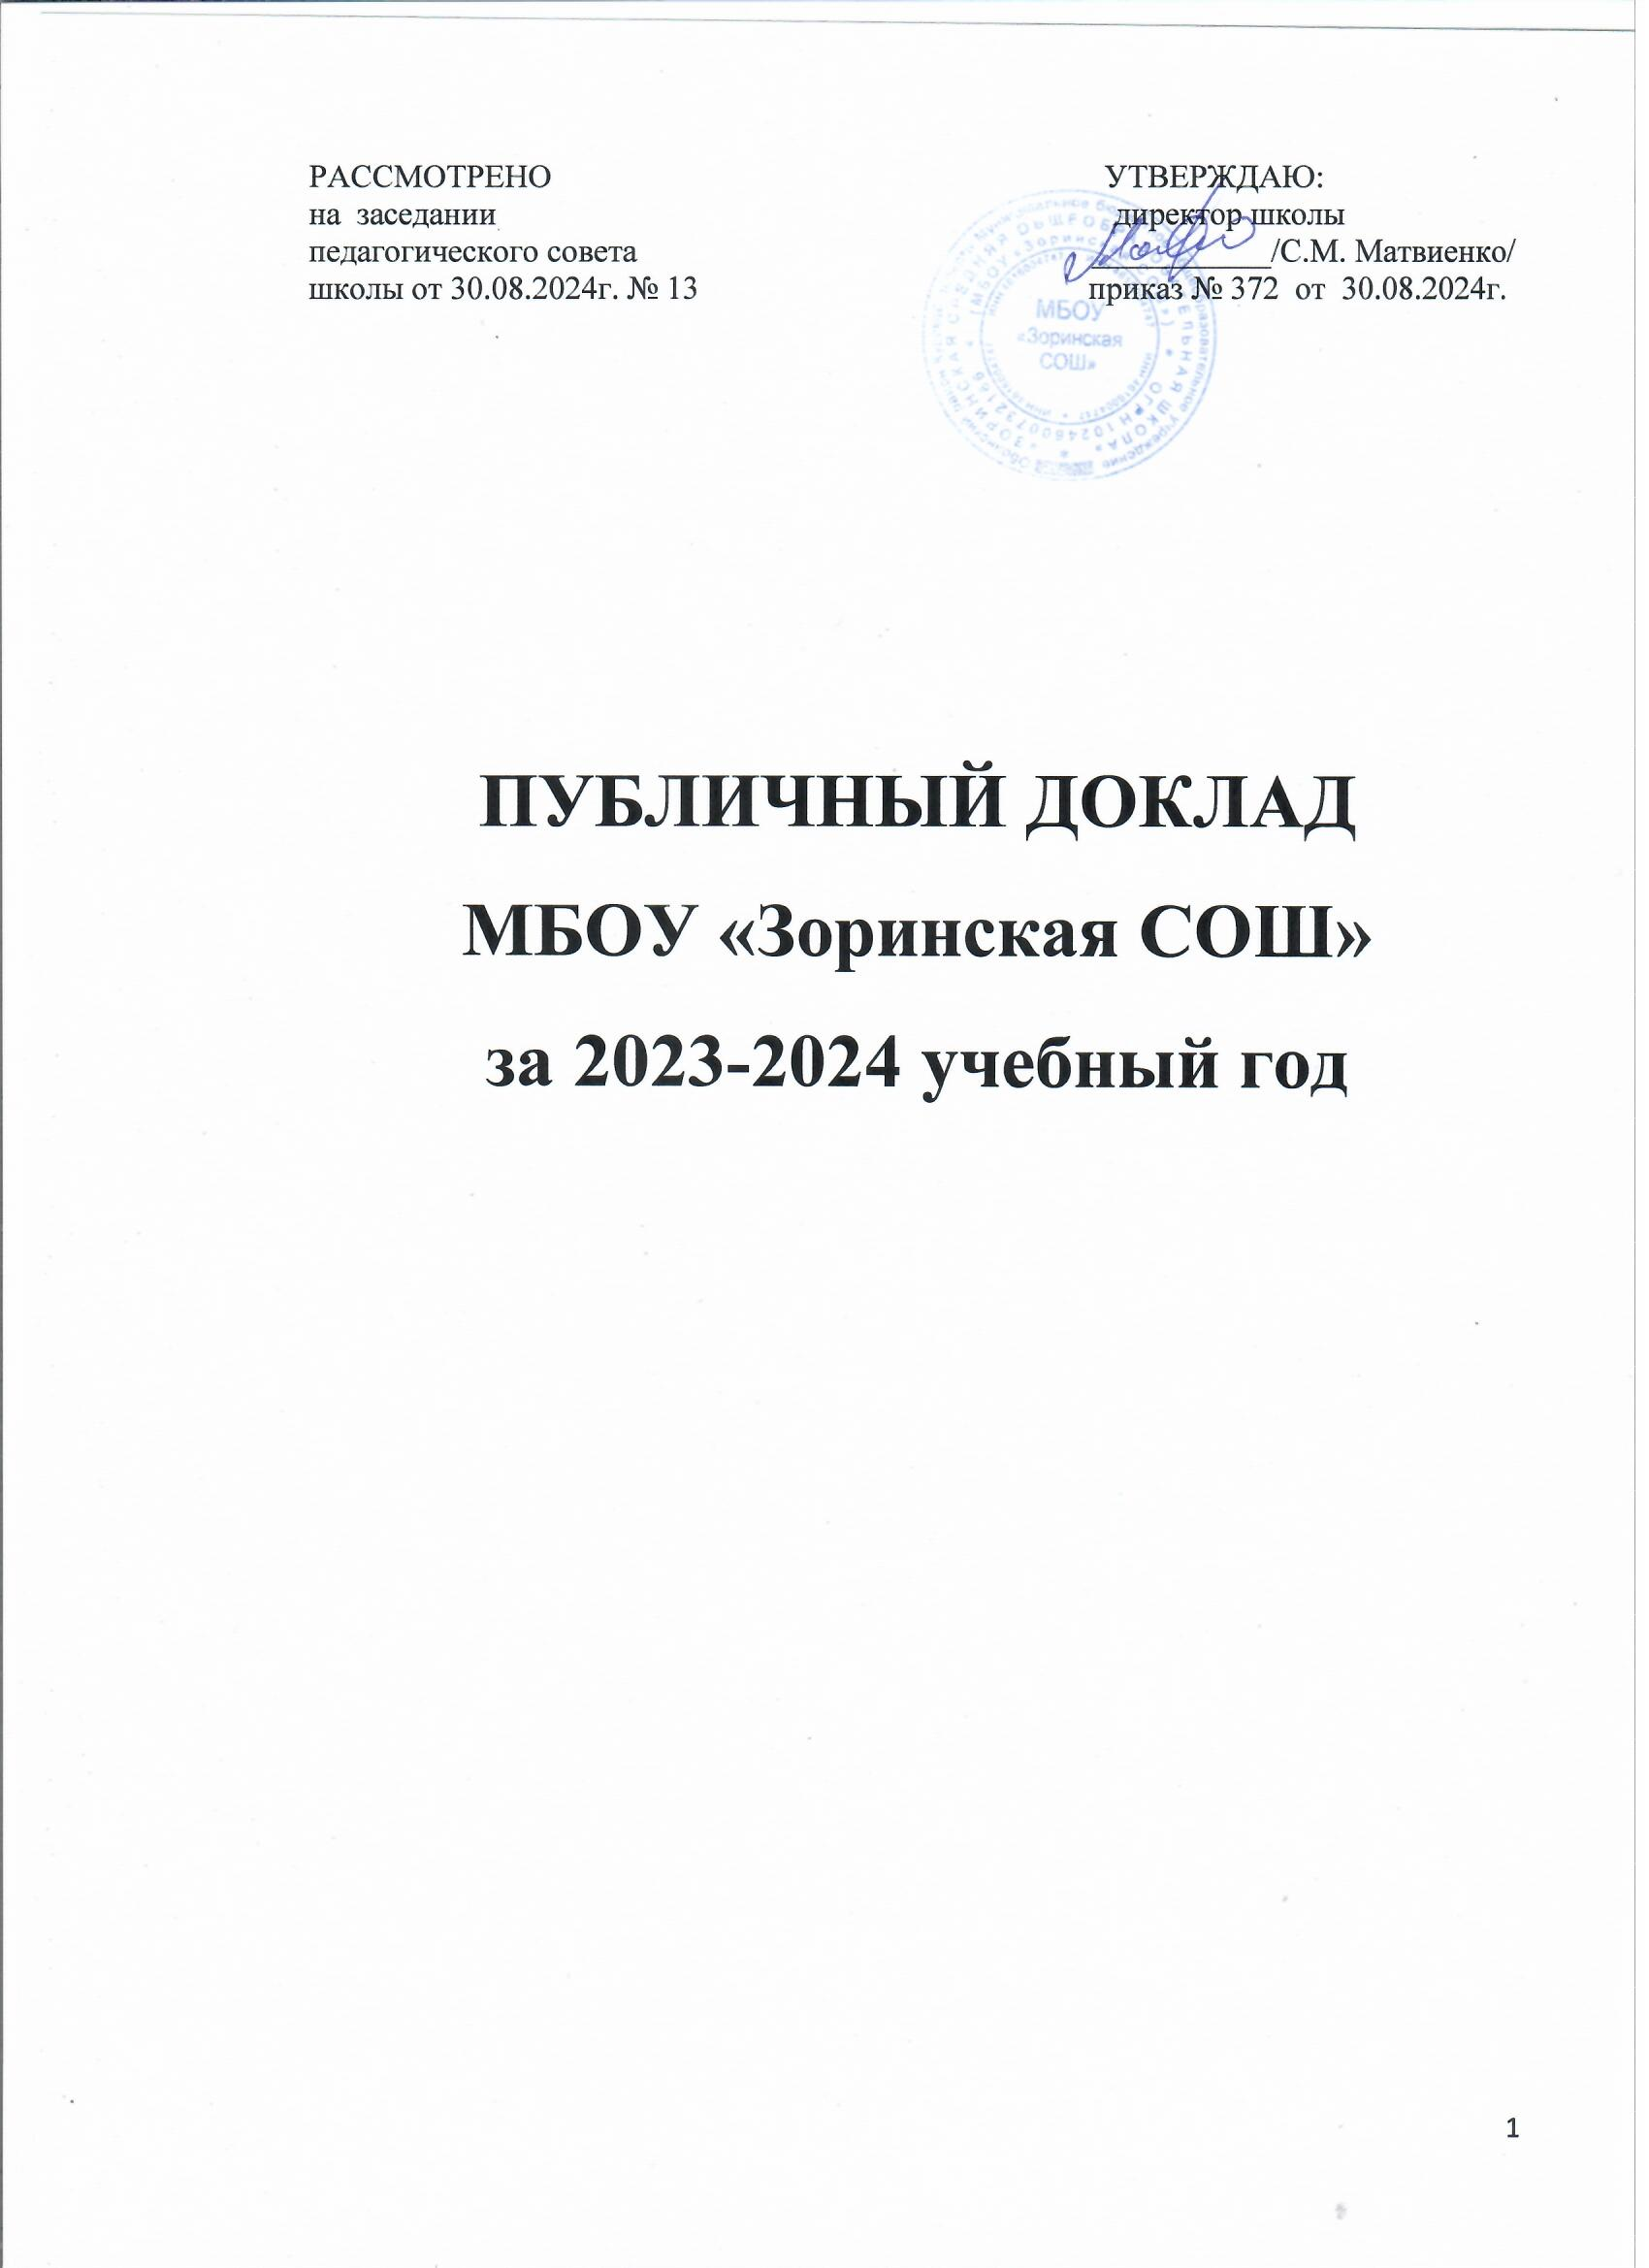 РАССМОТРЕНО
на заседании
педагогического совета
школы от 30.08.2024г. № 13
УТВЕРЖДАЮ:
директор школы
/С.М. Матвиенко/
приказ № 372 от 30.08.2024г.
МБОУ
«Зоринская
СОШ»
ПУБЛИЧНЫЙ ДОКЛАД
МБОУ «Зоринская СОШ»
за 2023-2024 учебный год
1